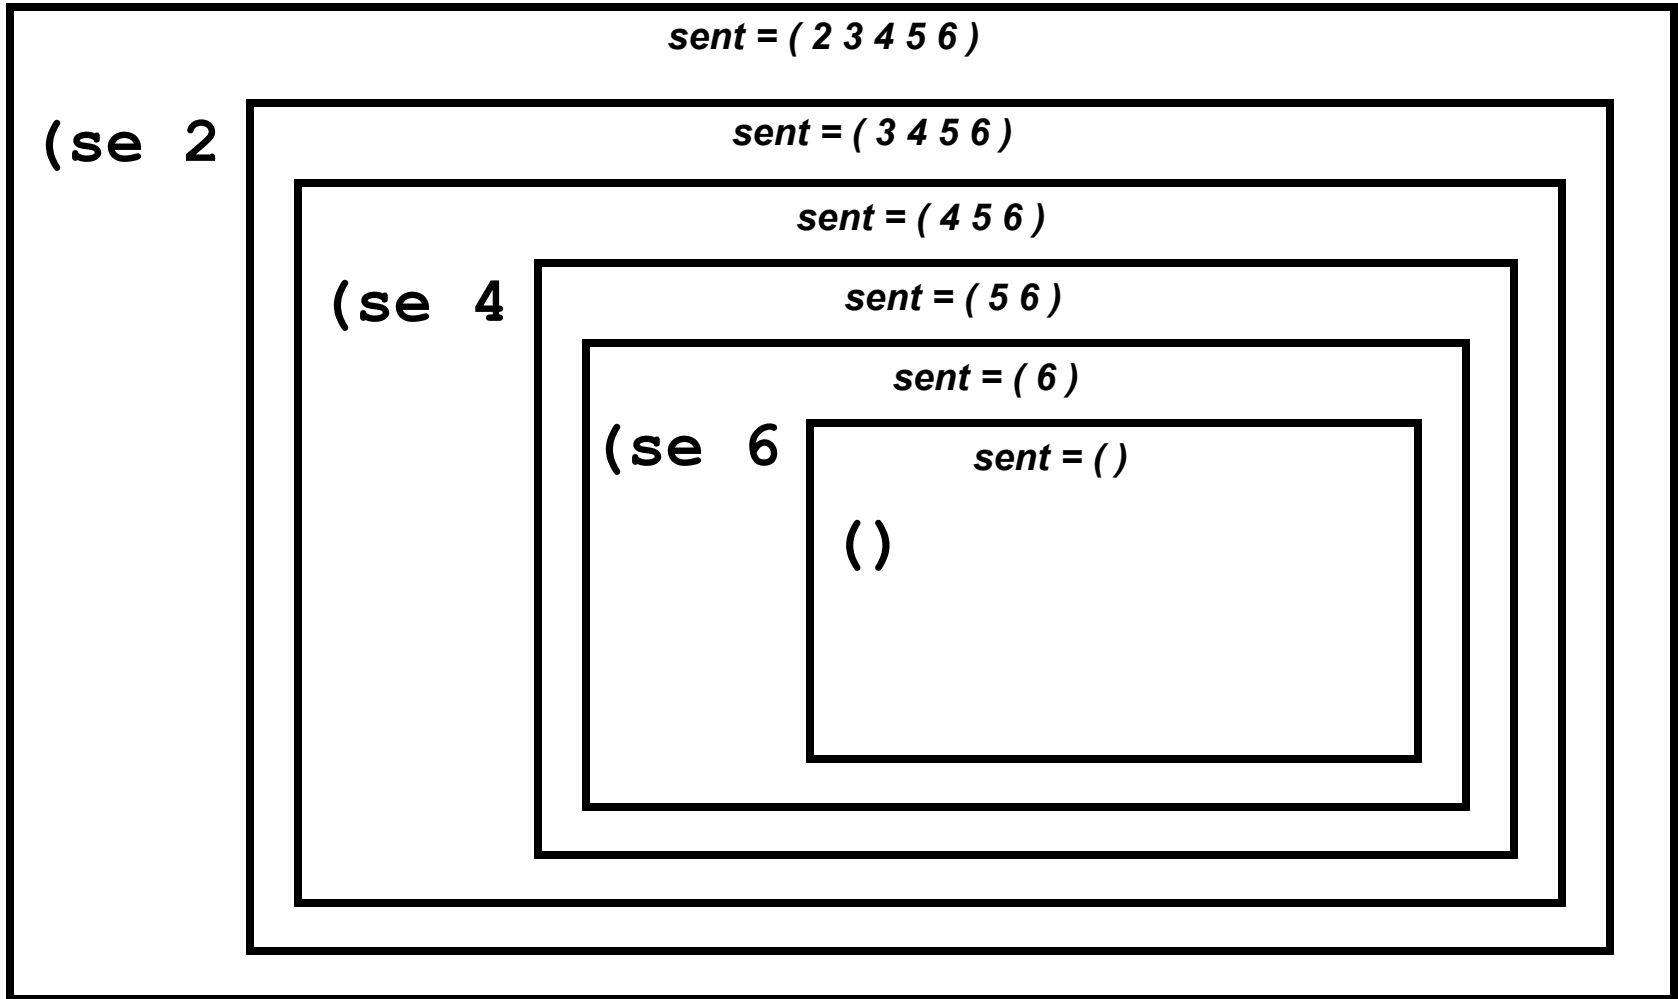 sent = ( 2 3 4 5 6 )
(se 2
sent = ( 3 4 5 6 )
sent = ( 4 5 6 )
(se 4
sent = ( 5 6 )
sent = ( 6 )
(se 6
sent = ( )
()